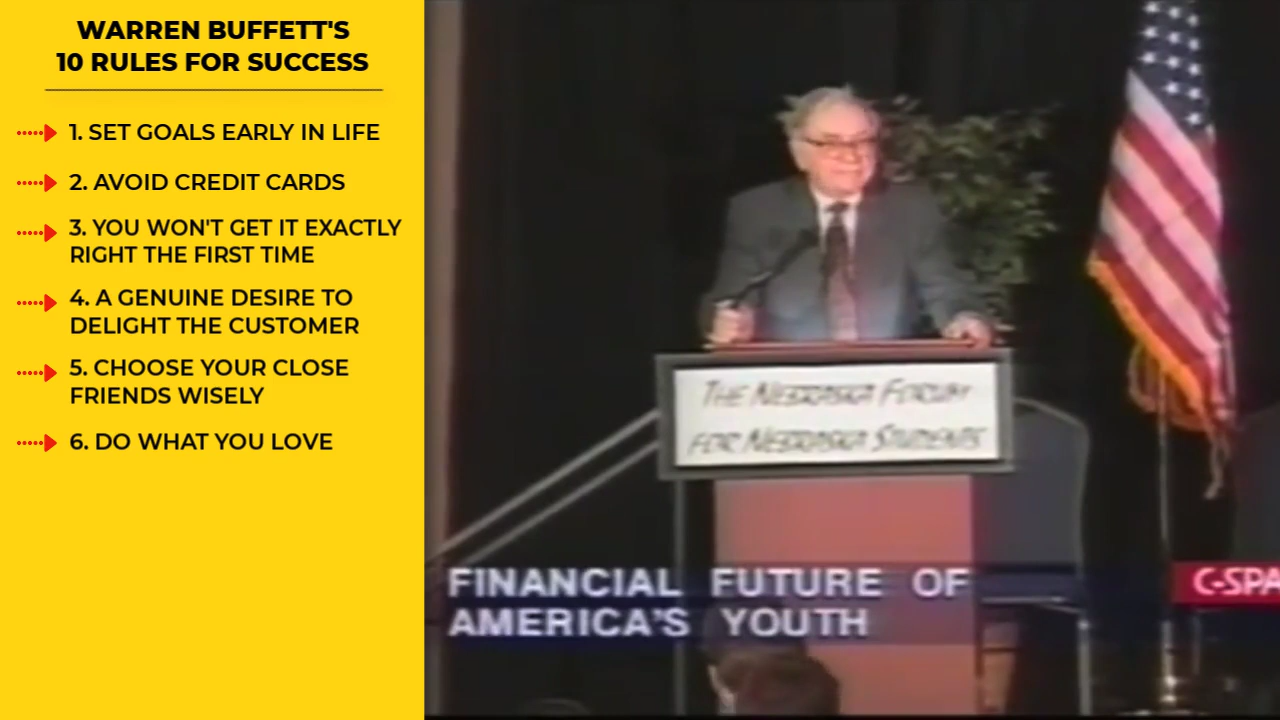 WARREN BUFFETT'S
10 RULES FOR SUCCESS
1. SET GOALS EARLY IN LIFE
2. AVOID CREDIT CARDS
3. YOU WON'T GET IT EXACTLY
RIGHT THE FIRST TIME
4. A GENUINE DESIRE TO
DELIGHT THE CUSTOMER
5. CHOOSE YOUR CLOSE
FRIENDS WISELY
6. DO WHAT YOU LOVE
THE NEBRASKA FORUM
FOR NEBRASKA STUDENTS
FINANCIAL FUTURE OF
AMERICA'S YOUTH
C-SPA